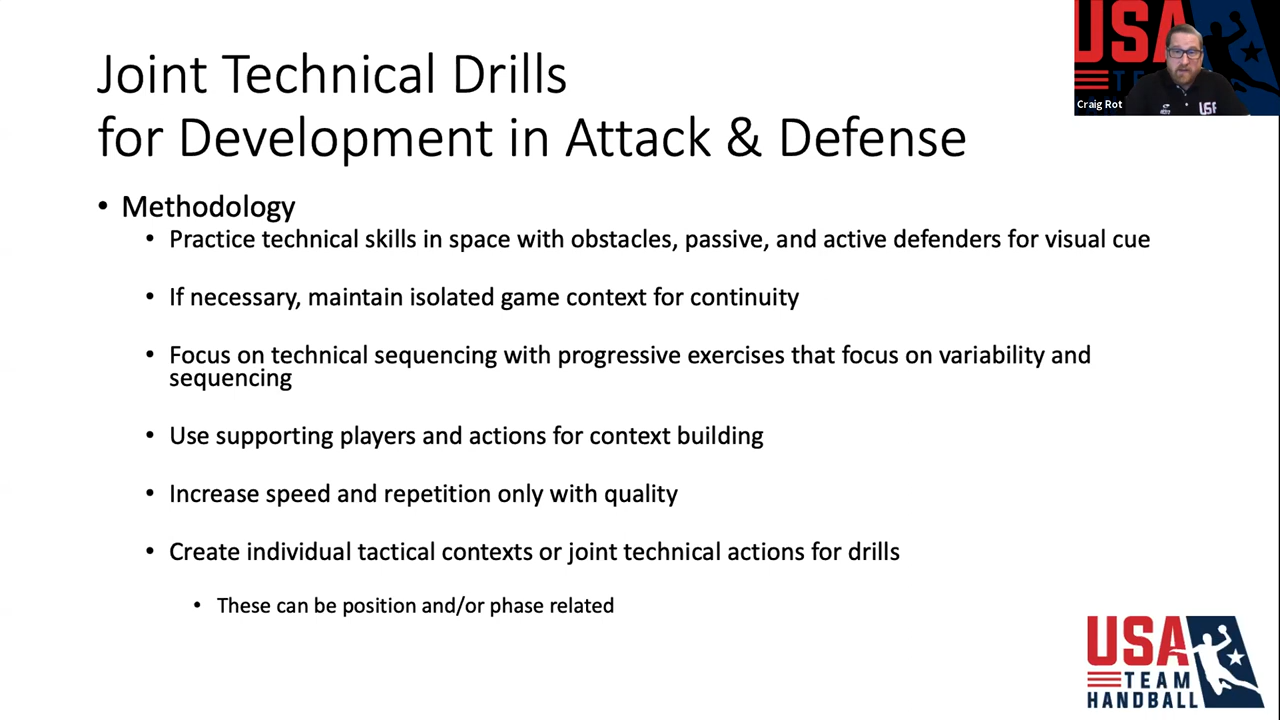 Joint Technical Drills
for Development in Attack & Defense
• Methodology
• Practice technical skills in space with obstacles, passive, and active defenders for visual cue
• If necessary, maintain isolated game context for continuity
• Focus on technical sequencing with progressive exercises that focus on variability and
sequencing
• Use supporting players and actions for context building
• Increase speed and repetition only with quality
• Create individual tactical contexts or joint technical actions for drills
• These can be position and/or phase related
USA
TEAM
Craig Rot
USA
TEAM
HANDBALL